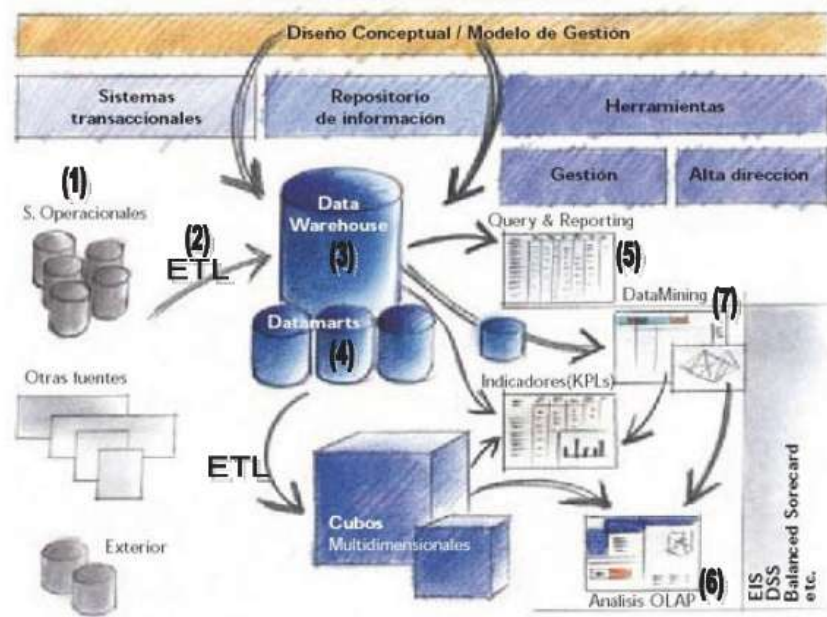 Diseño Conceptual / Modelo de Gestión
Sistemas
transaccionales
Repositorio
de información
Herramientas
Gestión
Alta dirección
(1)
S. Operacionales
(2)
ETL
Data
Warehouse
(3)
Query & Reporting
(5)
DataMining
(7)
Datamarts
(4)
Otras fuentes
Indicadores(KPLs)
ETL
Cubos
Multidimensionales
Exterior
(6)
Analisis OLAP
EIS
DSS
Balanced Sorecard
etc.